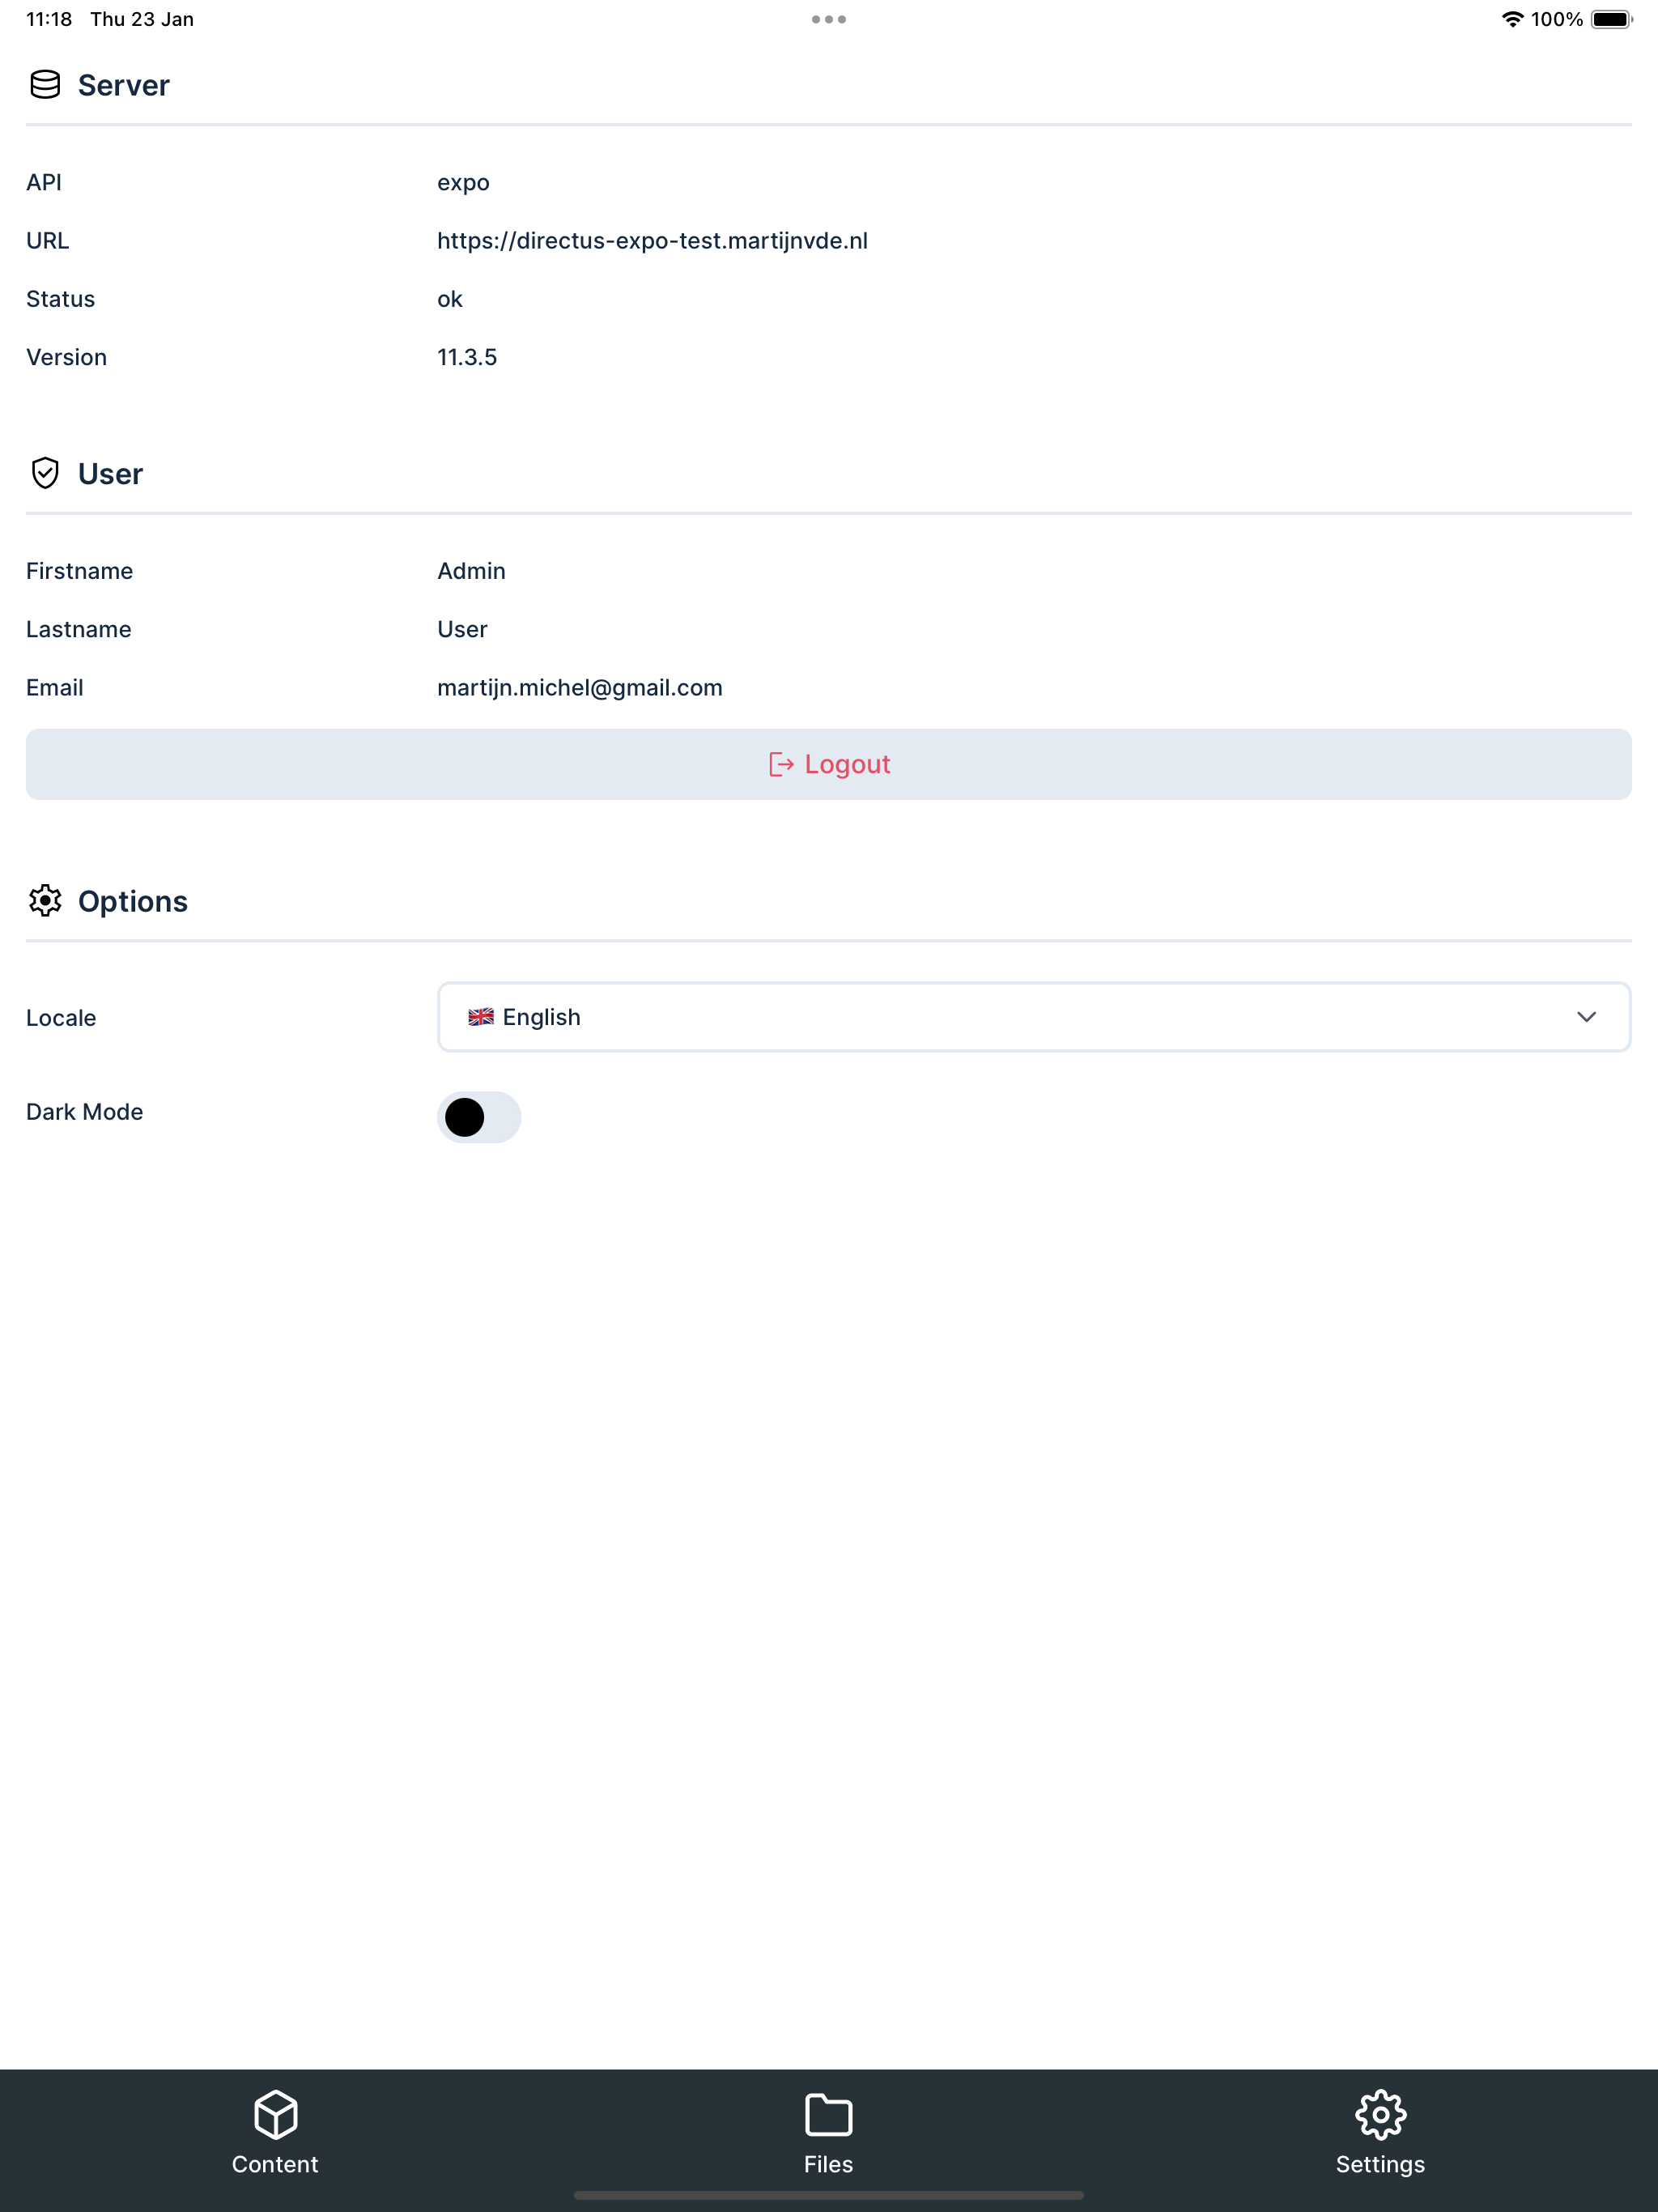 11:18 Thu 23 Jan 100%
Server
API expo
URL https://directus-expo-test.martijnvde.nl
Status ok
Version 11.3.5
User
Firstname Admin
Lastname User
Email martijn.michel@gmail.com
Logout
Options
Locale 🇬🇧 English
Dark Mode
Content Files Settings